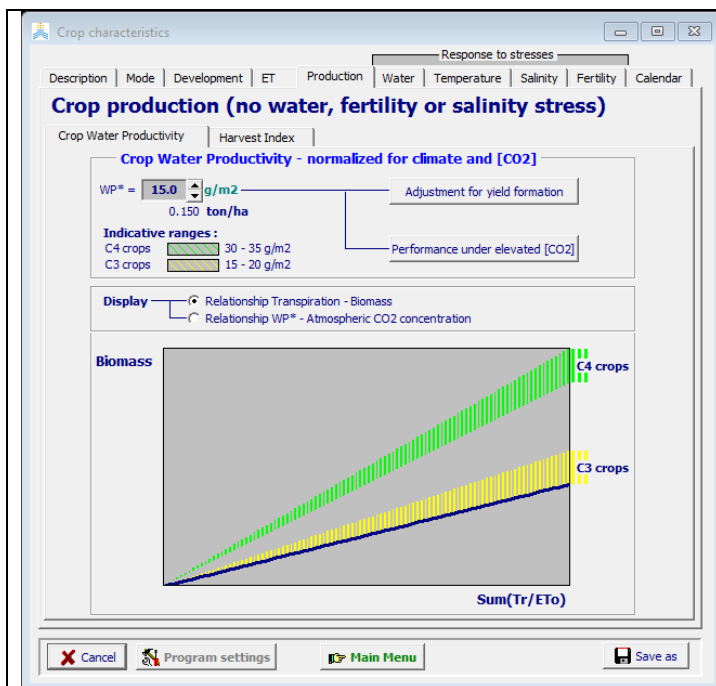 Crop characteristics
Response to stresses
Description Mode Development ET Production Water Temperature Salinity Fertility Calendar
Crop production (no water, fertility or salinity stress)
Crop Water Productivity Harvest Index
Crop Water Productivity - normalized for climate and [CO2]
WP* = 15.0 g/m2 Adjustment for yield formation
0.150 ton/ha
Indicative ranges :
C4 crops 30 - 35 g/m2 Performance under elevated [CO2]
C3 crops 15 - 20 g/m2
Display Relationship Transpiration - Biomass
Relationship WP* - Atmospheric CO2 concentration
Biomass
C4 crops
C3 crops
Sum(Tr/ETo)
Cancel Program settings Main Menu Save as